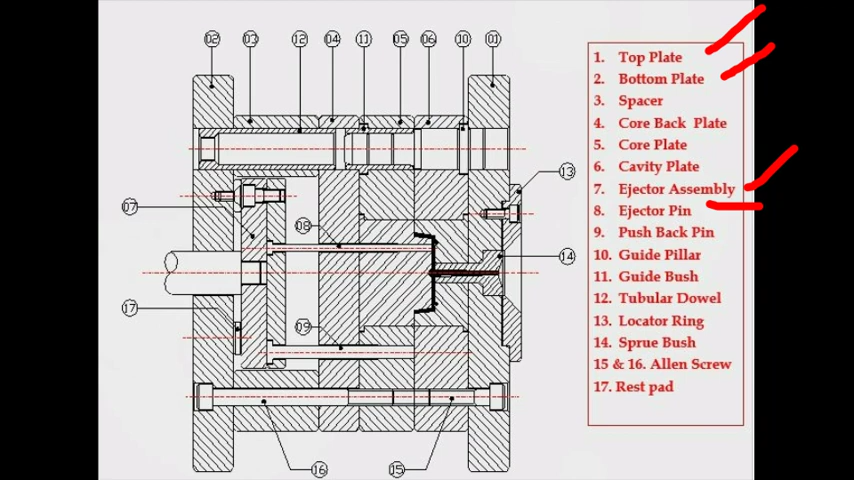 02 03 12 04 11 05 06 10 01
1. Top Plate
2. Bottom Plate
3. Spacer
4. Core Back Plate
5. Core Plate
6. Cavity Plate
7. Ejector Assembly
8. Ejector Pin
9. Push Back Pin
10. Guide Pillar
11. Guide Bush
12. Tubular Dowel
13. Locator Ring
14. Sprue Bush
15 & 16. Allen Screw
17. Rest pad
13
07
08
14
17
09
16
15